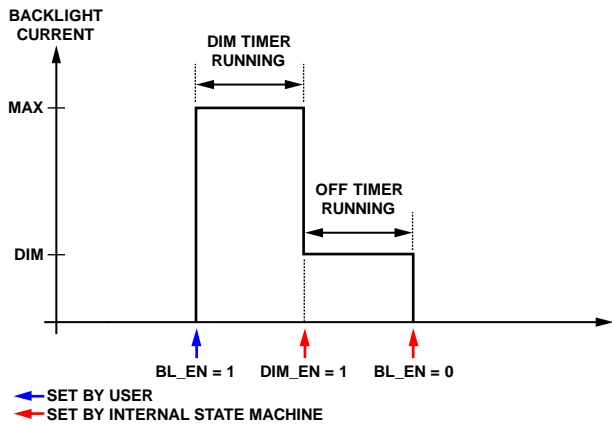 BACKLIGHT
CURRENT
DIM TIMER
RUNNING
MAX
OFF TIMER
RUNNING
DIM
BL_EN = 1 DIM_EN = 1 BL_EN = 0
SET BY USER
SET BY INTERNAL STATE MACHINE